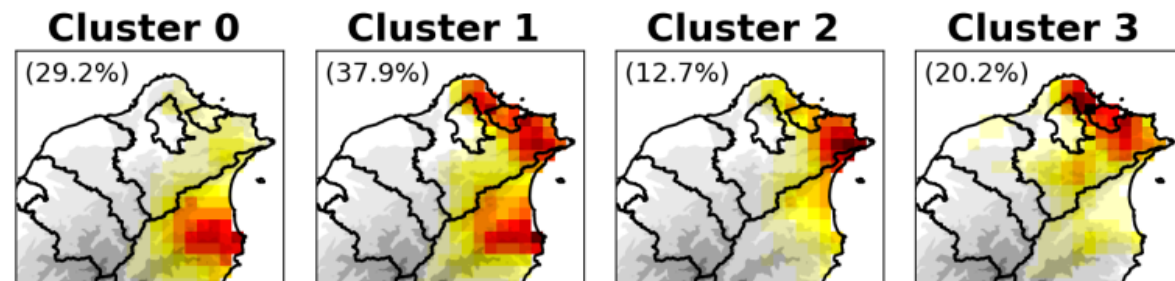 Cluster 0
Cluster 1
Cluster 2
Cluster 3
(29.2%)
(37.9%)
(12.7%)
(20.2%)